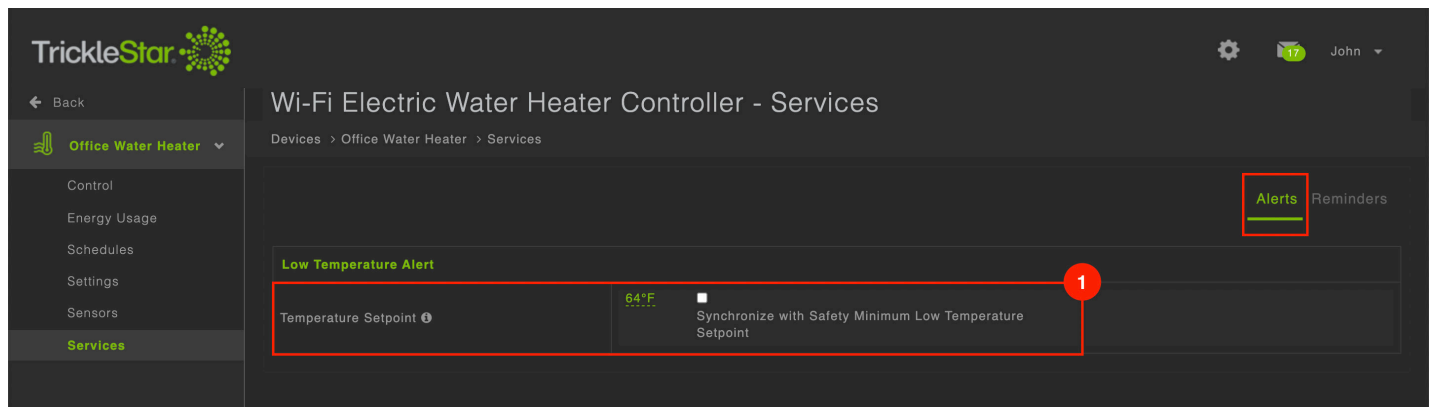 TrickleStar
17
John
Back
Wi-Fi Electric Water Heater Controller - Services
Office Water Heater
Devices > Office Water Heater > Services
Control
Energy Usage
Schedules
Settings
Sensors
Services
Alerts Reminders
Low Temperature Alert
1
Temperature Setpoint
64°F
Synchronize with Safety Minimum Low Temperature
Setpoint